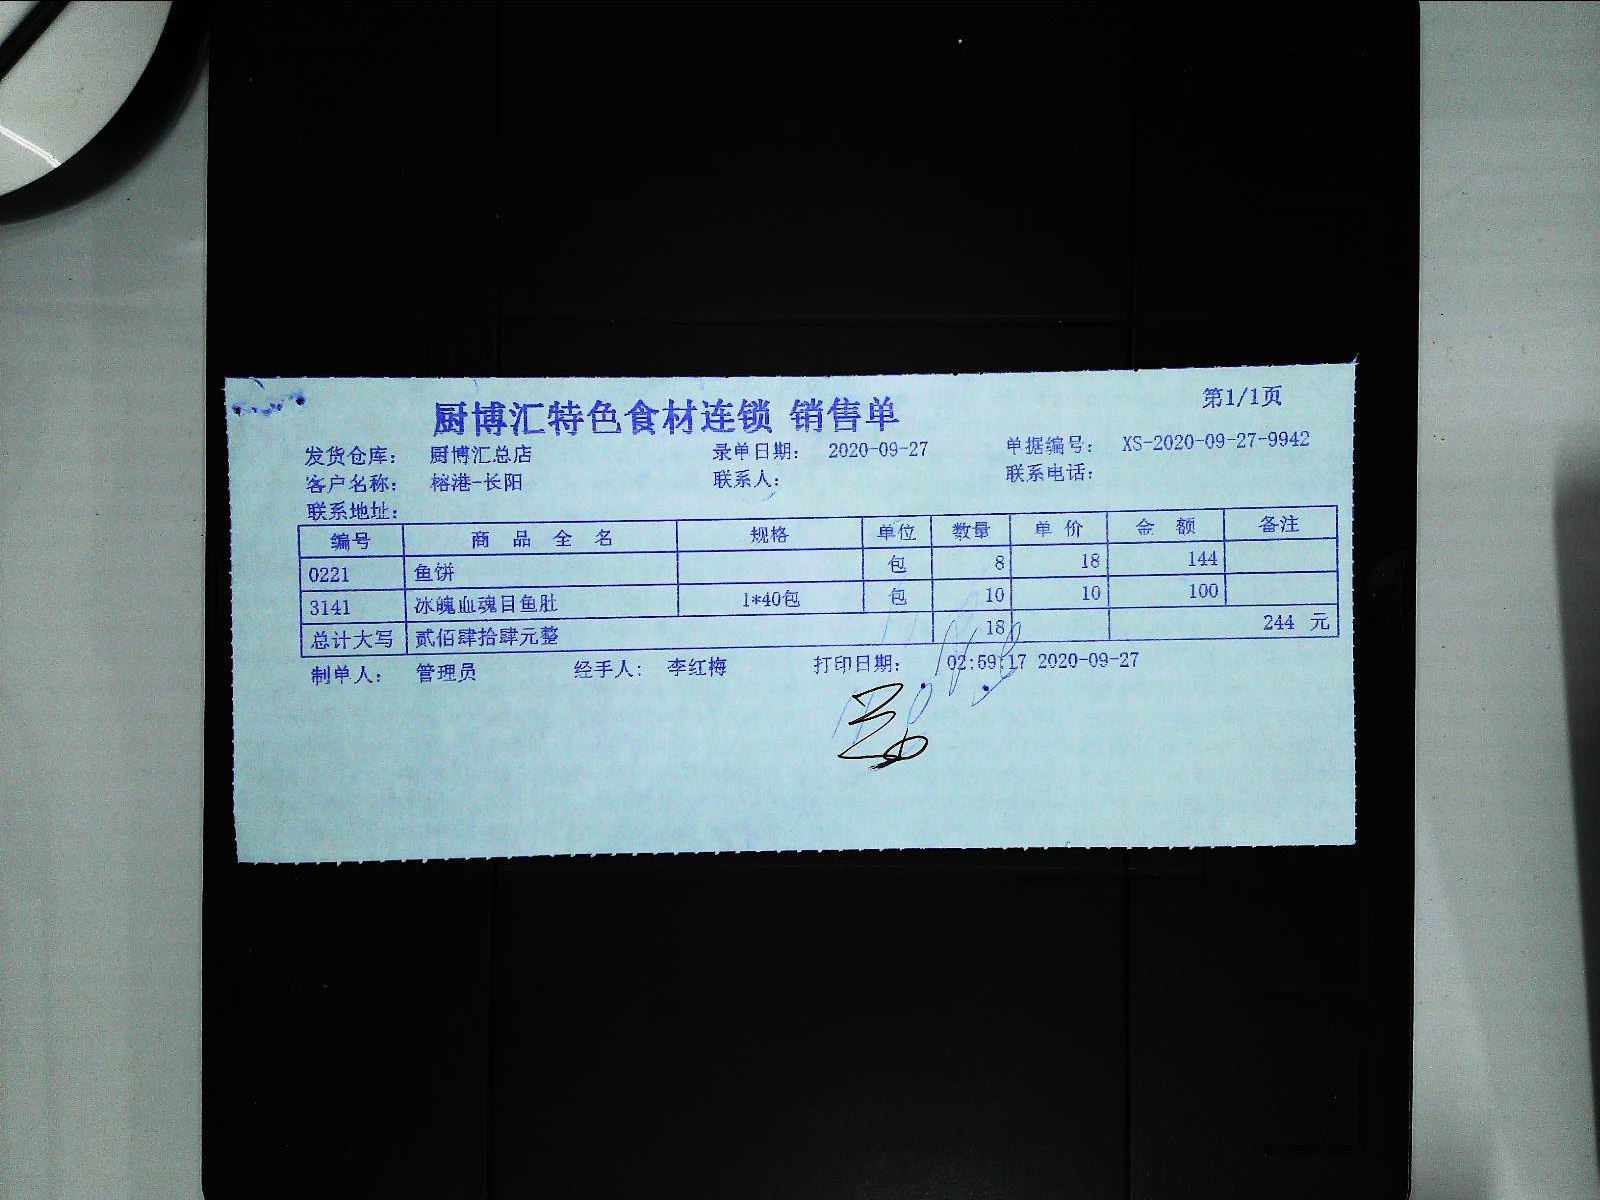 第1/1页
厨博汇特色食材连锁 销售单
发货仓库： 厨博汇总店 录单日期： 2020-09-27 单据编号： XS-2020-09-27-9942
客户名称： 榕港-长阳 联系人： 联系电话：
联系地址：
编号 商 品 全 名 规格 单位 数量 单 价 金 额 备注
0221 鱼饼 包 8 18 144
3141 冰魄血魂目鱼肚 1*40包 包 10 10 100
总计大写 贰佰肆拾肆元整 18 244 元
制单人： 管理员 经手人： 李红梅 打印日期： 02:59:17 2020-09-27